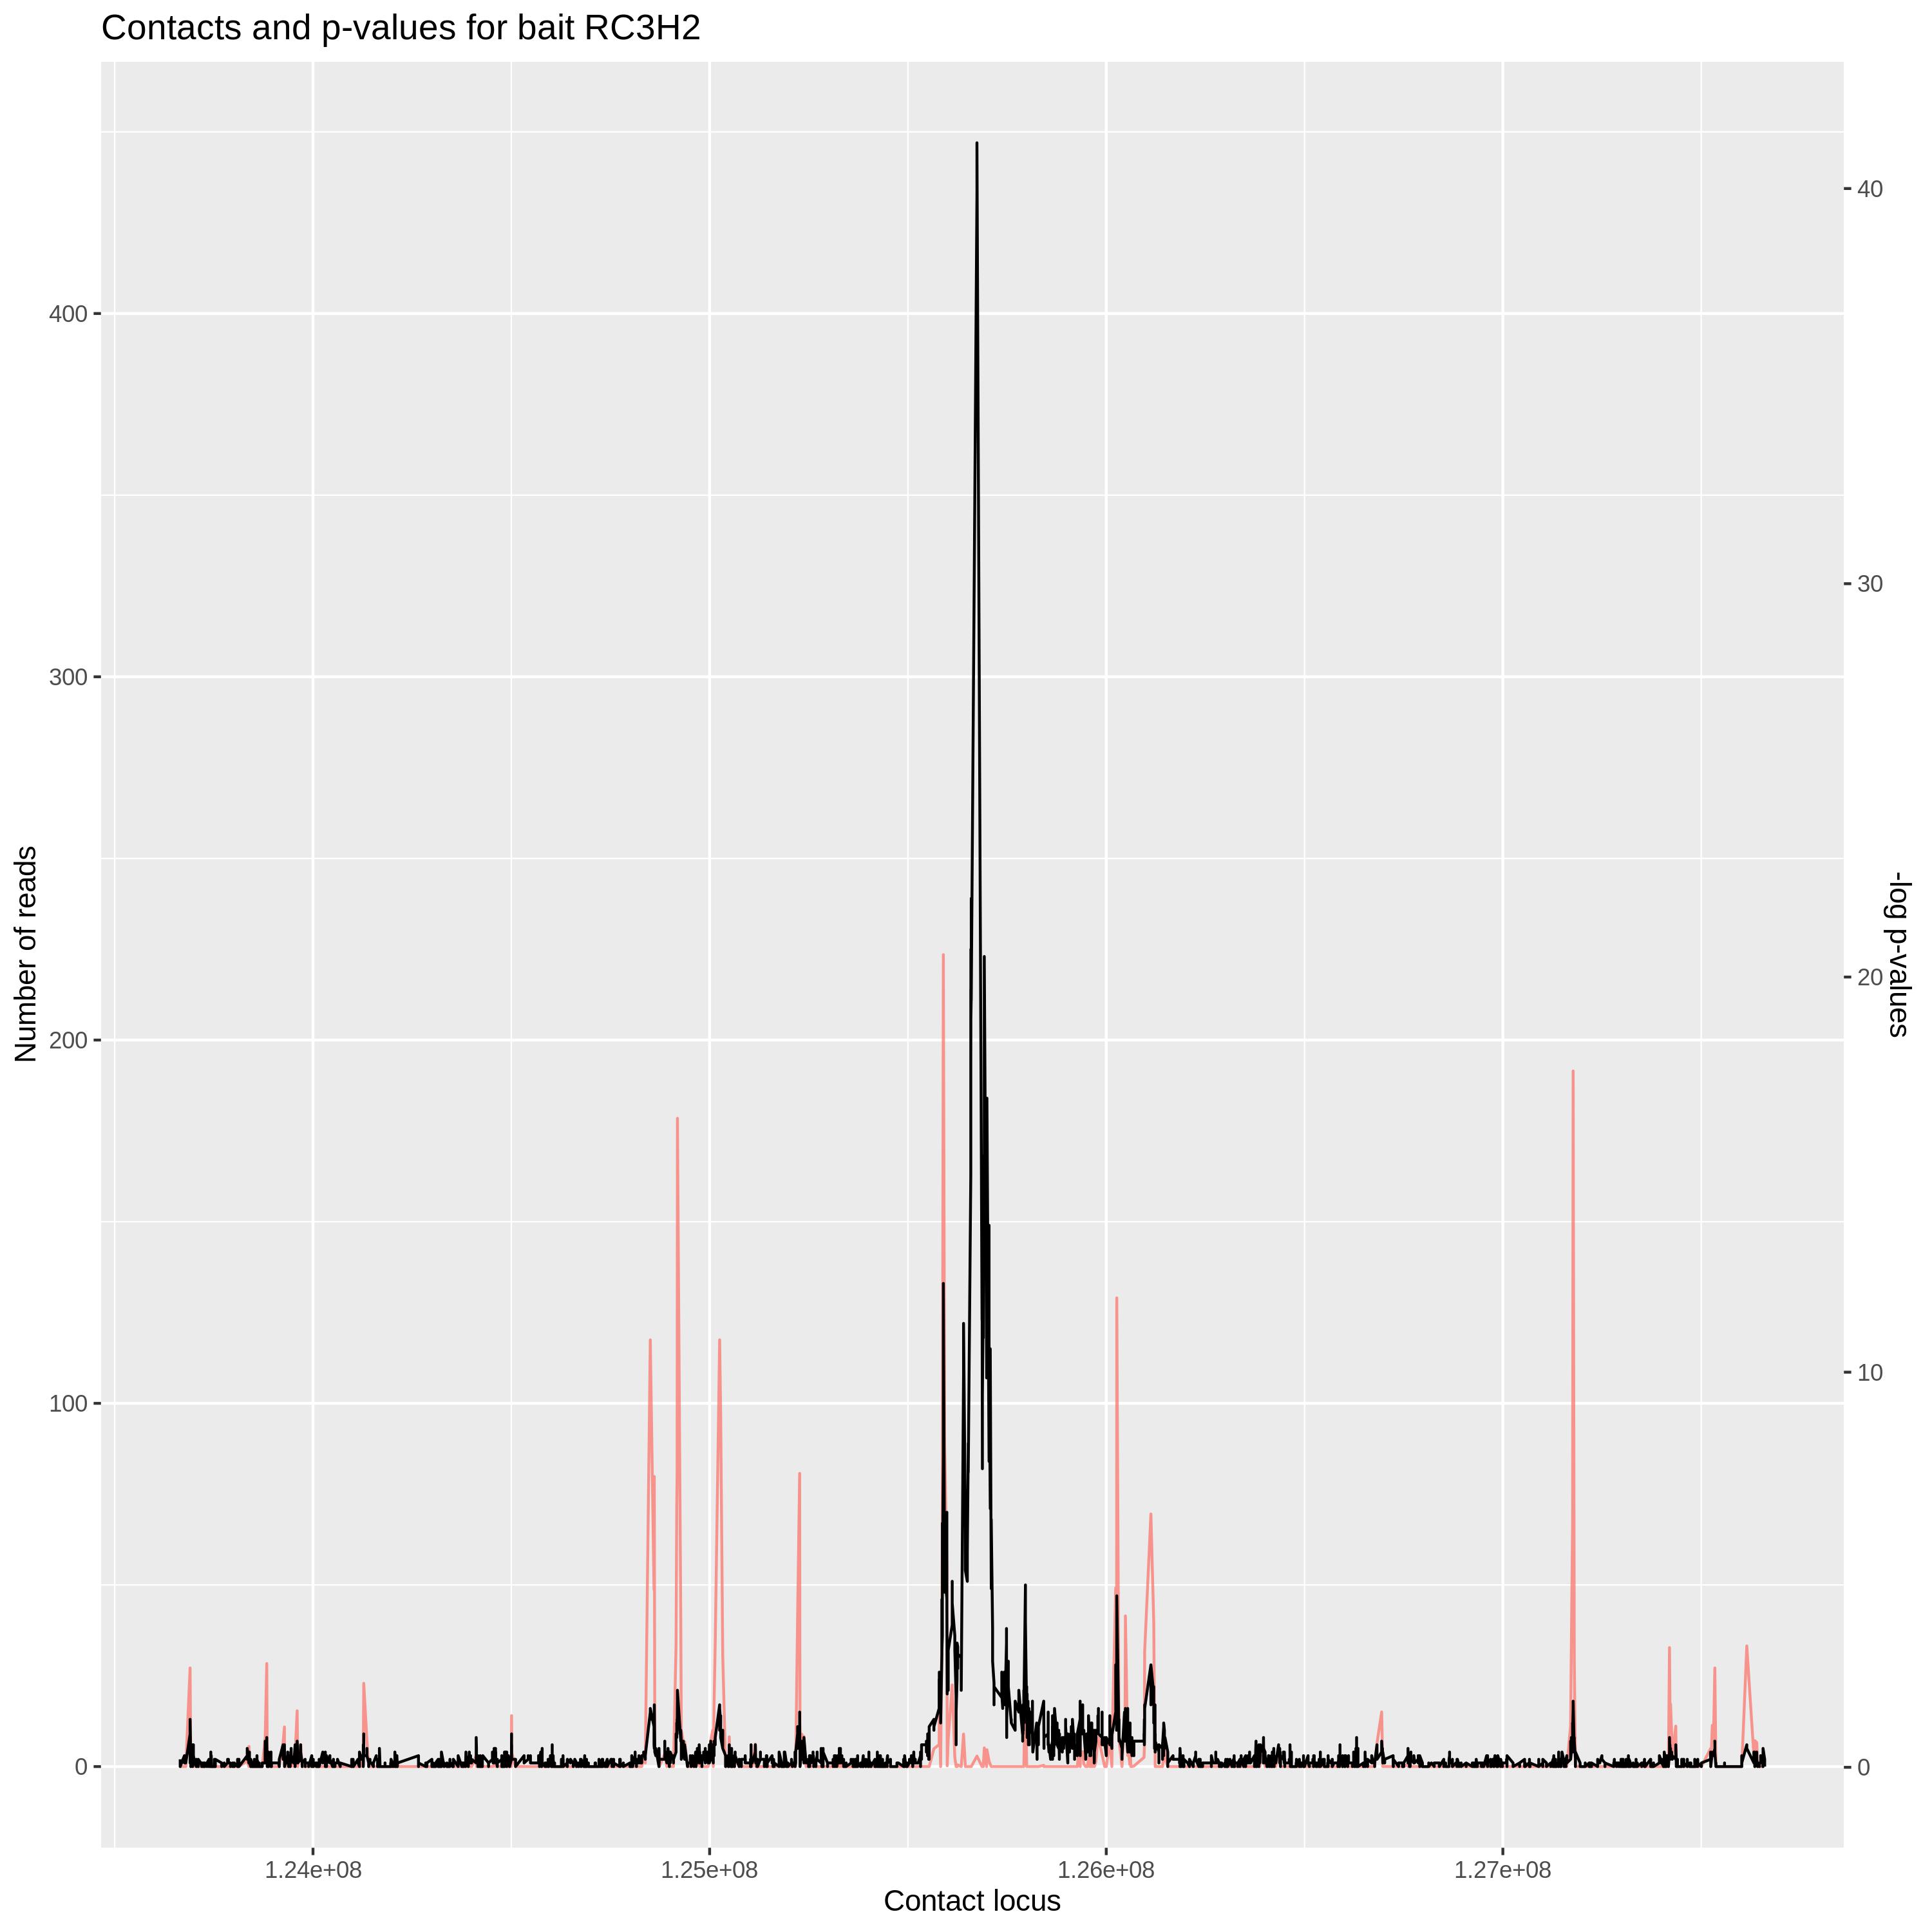 Contacts and p-values for bait RC3H2
Number of reads
400
300
200
100
0
40
30
20
10
0
-log p-values
1.24e+08 1.25e+08 1.26e+08 1.27e+08
Contact locus